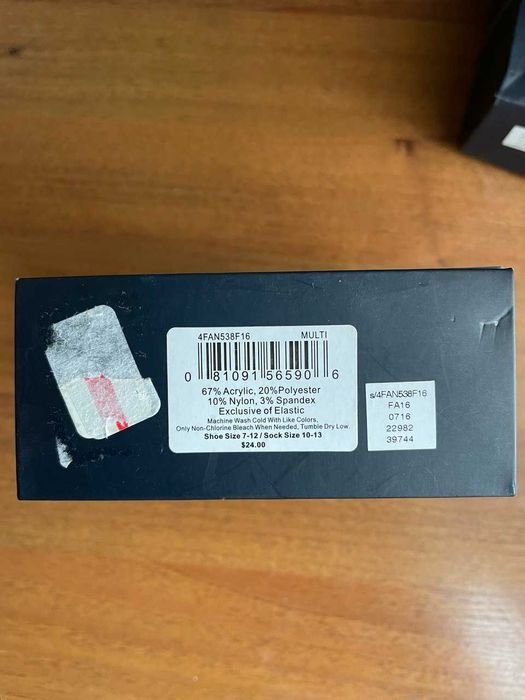 4FAN538F16 MULTI
0 81091 56590 6
67% Acrylic, 20%Polyester
10% Nylon, 3% Spandex
Exclusive of Elastic
Machine Wash Cold With Like Colors,
Only Non-Chlorine Bleach When Needed, Tumble Dry Low.
Shoe Size 7-12 / Sock Size 10-13
$24.00
s/4FAN538F16
FA16
0716
22982
39744